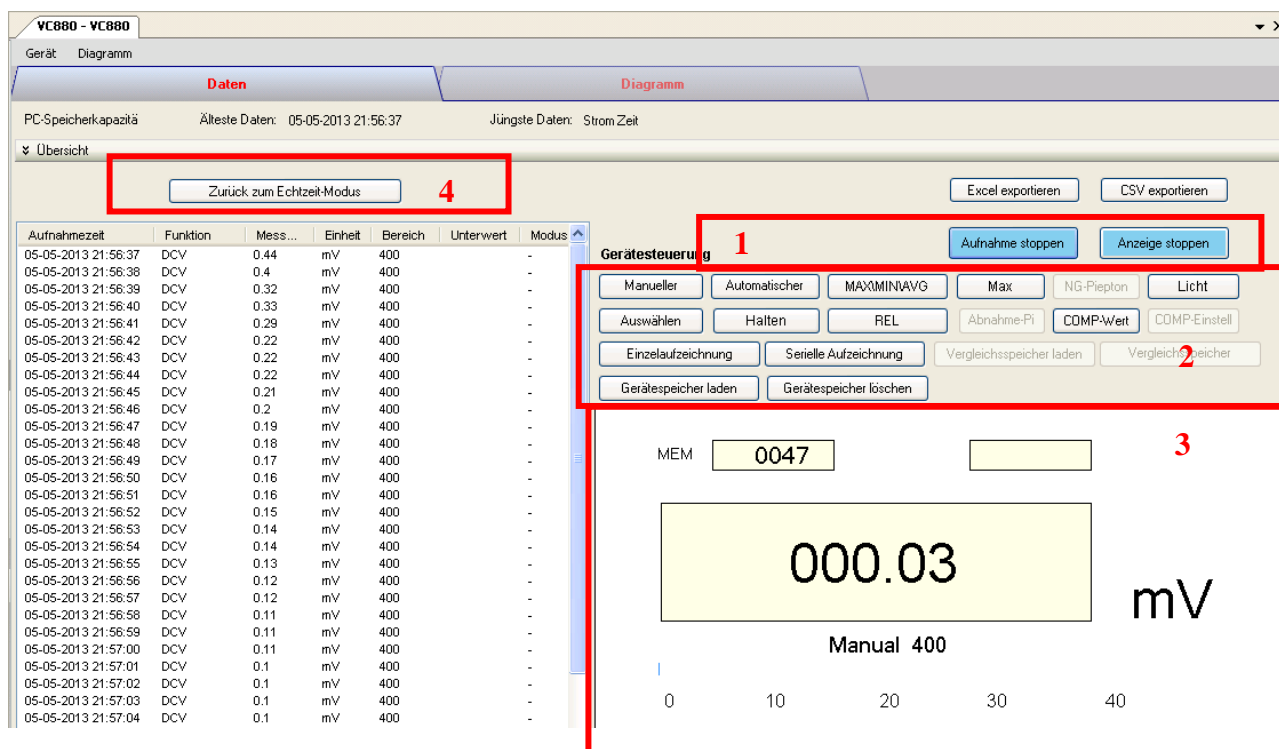 VC880 - VC880
Gerät Diagramm
Daten Diagramm
PC-Speicherkapazitä Älteste Daten: 05-05-2013 21:56:37 Jüngste Daten: Strom Zeit
Übersicht
Zurück zum Echtzeit-Modus 4 Excel exportieren CSV exportieren
Aufnahmezeit Funktion Mess... Einheit Bereich Unterwert Modus
Gerätesteuerung 1 Aufnahme stoppen Anzeige stoppen
05-05-2013 21:56:37 DCV 0.44 mV 400 -
05-05-2013 21:56:38 DCV 0.4 mV 400 -
05-05-2013 21:56:39 DCV 0.32 mV 400 -
05-05-2013 21:56:40 DCV 0.33 mV 400 -
05-05-2013 21:56:41 DCV 0.29 mV 400 -
05-05-2013 21:56:42 DCV 0.22 mV 400 -
05-05-2013 21:56:43 DCV 0.22 mV 400 -
05-05-2013 21:56:44 DCV 0.22 mV 400 -
05-05-2013 21:56:45 DCV 0.21 mV 400 -
05-05-2013 21:56:46 DCV 0.2 mV 400 -
05-05-2013 21:56:47 DCV 0.19 mV 400 -
05-05-2013 21:56:48 DCV 0.18 mV 400 -
05-05-2013 21:56:49 DCV 0.17 mV 400 -
05-05-2013 21:56:50 DCV 0.16 mV 400 -
05-05-2013 21:56:51 DCV 0.16 mV 400 -
05-05-2013 21:56:52 DCV 0.15 mV 400 -
05-05-2013 21:56:53 DCV 0.14 mV 400 -
05-05-2013 21:56:54 DCV 0.14 mV 400 -
05-05-2013 21:56:55 DCV 0.13 mV 400 -
05-05-2013 21:56:56 DCV 0.12 mV 400 -
05-05-2013 21:56:57 DCV 0.12 mV 400 -
05-05-2013 21:56:58 DCV 0.11 mV 400 -
05-05-2013 21:56:59 DCV 0.11 mV 400 -
05-05-2013 21:57:00 DCV 0.11 mV 400 -
05-05-2013 21:57:01 DCV 0.1 mV 400 -
05-05-2013 21:57:02 DCV 0.1 mV 400 -
05-05-2013 21:57:03 DCV 0.1 mV 400 -
05-05-2013 21:57:04 DCV 0.1 mV 400 -
Manueller Automatischer MAX\MIN\AVG Max NG-Piepton Licht
Auswählen Halten REL Abnahme-Pi COMP-Wert COMP-Einstell
Einzelaufzeichnung Serielle Aufzeichnung Vergleichsspeicher laden Vergleichsspeicher
2
Gerätespeicher laden Gerätespeicher löschen
MEM 0047 3
000.03
mV
Manual 400
0 10 20 30 40